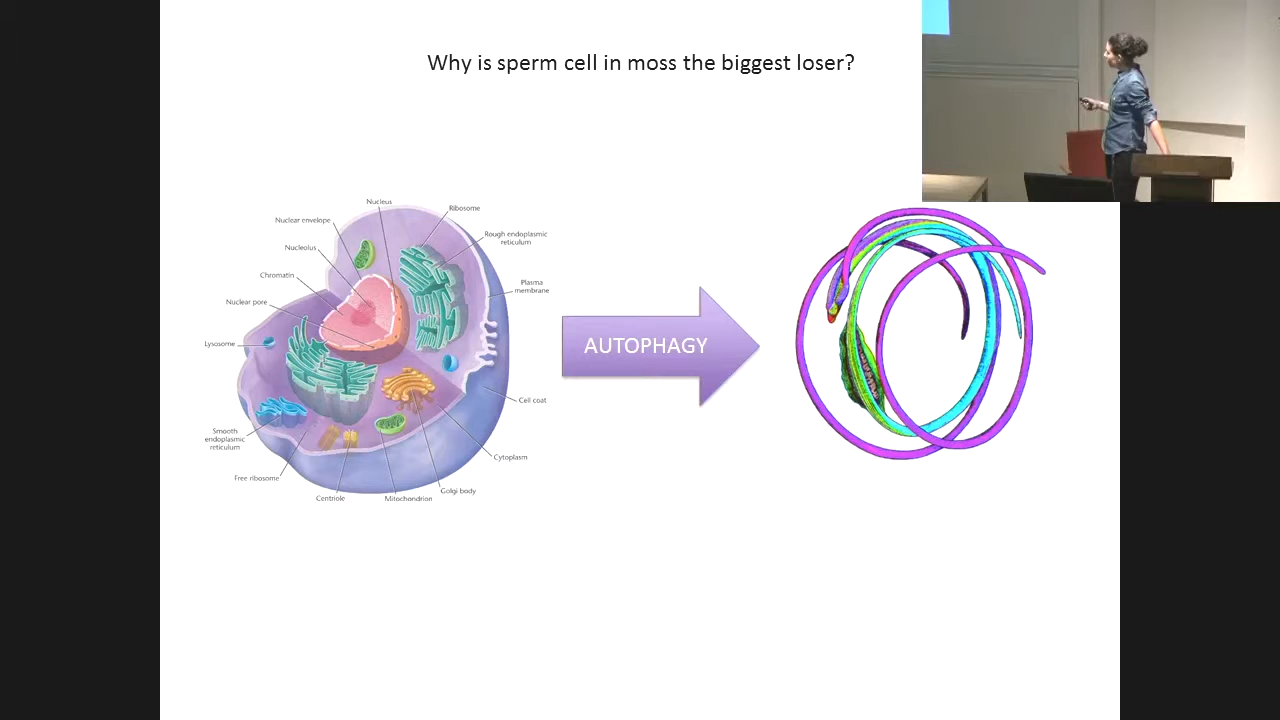 Why is sperm cell in moss the biggest loser?
Nucleus
Ribosome
Nuclear envelope
Rough endoplasmic
reticulum
Nucleolus
Chromatin
Plasma
membrane
Nuclear pore
Lysosome
AUTOPHAGY
Cell coat
Smooth
endoplasmic
reticulum
Cytoplasm
Free ribosome
Golgi body
Centriole
Mitochondrion